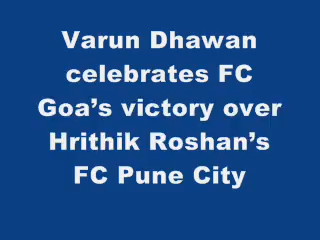 Varun Dhawan
celebrates FC
Goa’s victory over
Hrithik Roshan’s
FC Pune City